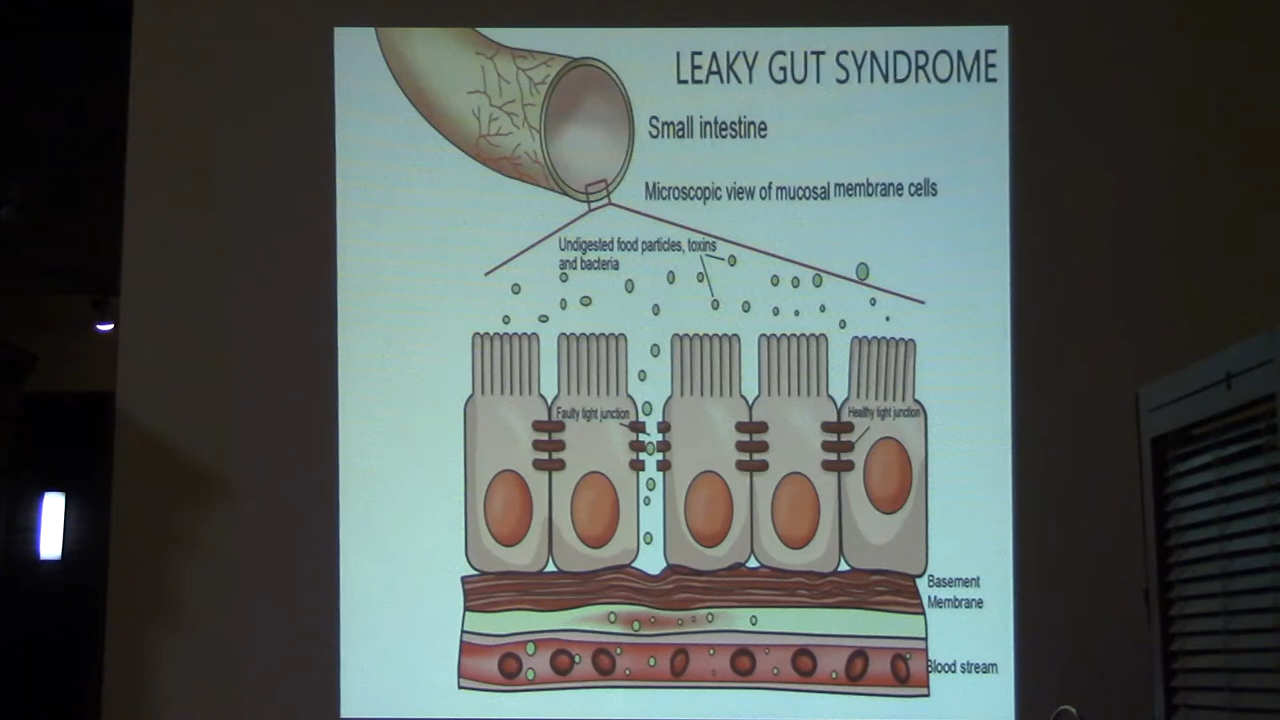 LEAKY GUT SYNDROME
Small intestine
Microscopic view of mucosal membrane cells
Undigested food particles, toxins
and bacteria
Faulty tight junction
Healthy tight junction
Basement
Membrane
Blood stream